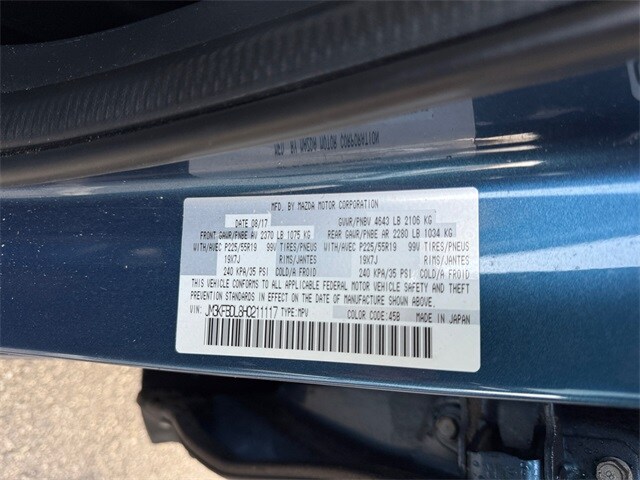 MFD. BY MAZDA MOTOR CORPORATION
DATE 08/17 GVWR/PNBV 4643 LB 2106 KG
FRONT GAWR/PNBE AV 2370 LB 1075 KG REAR GAWR/PNBE AR 2280 LB 1034 KG
WITH/AVEC P225/55R19 99V TIRES/PNEUS WITH/AVEC P225/55R19 99V TIRES/PNEUS
19X7J RIMS/JANTES 19X7J RIMS/JANTES
240 KPA/35 PSI COLD/A FROID 240 KPA/35 PSI COLD/A FROID
THIS VEHICLE CONFORMS TO ALL APPLICABLE FEDERAL MOTOR VEHICLE SAFETY AND THEFT
PREVENTION STANDARDS IN EFFECT ON THE DATE OF MANUFACTURE SHOWN ABOVE.
VIN: JM3KFBDL8H0211117 TYPE:MPV COLOR CODE:45B MADE IN JAPAN